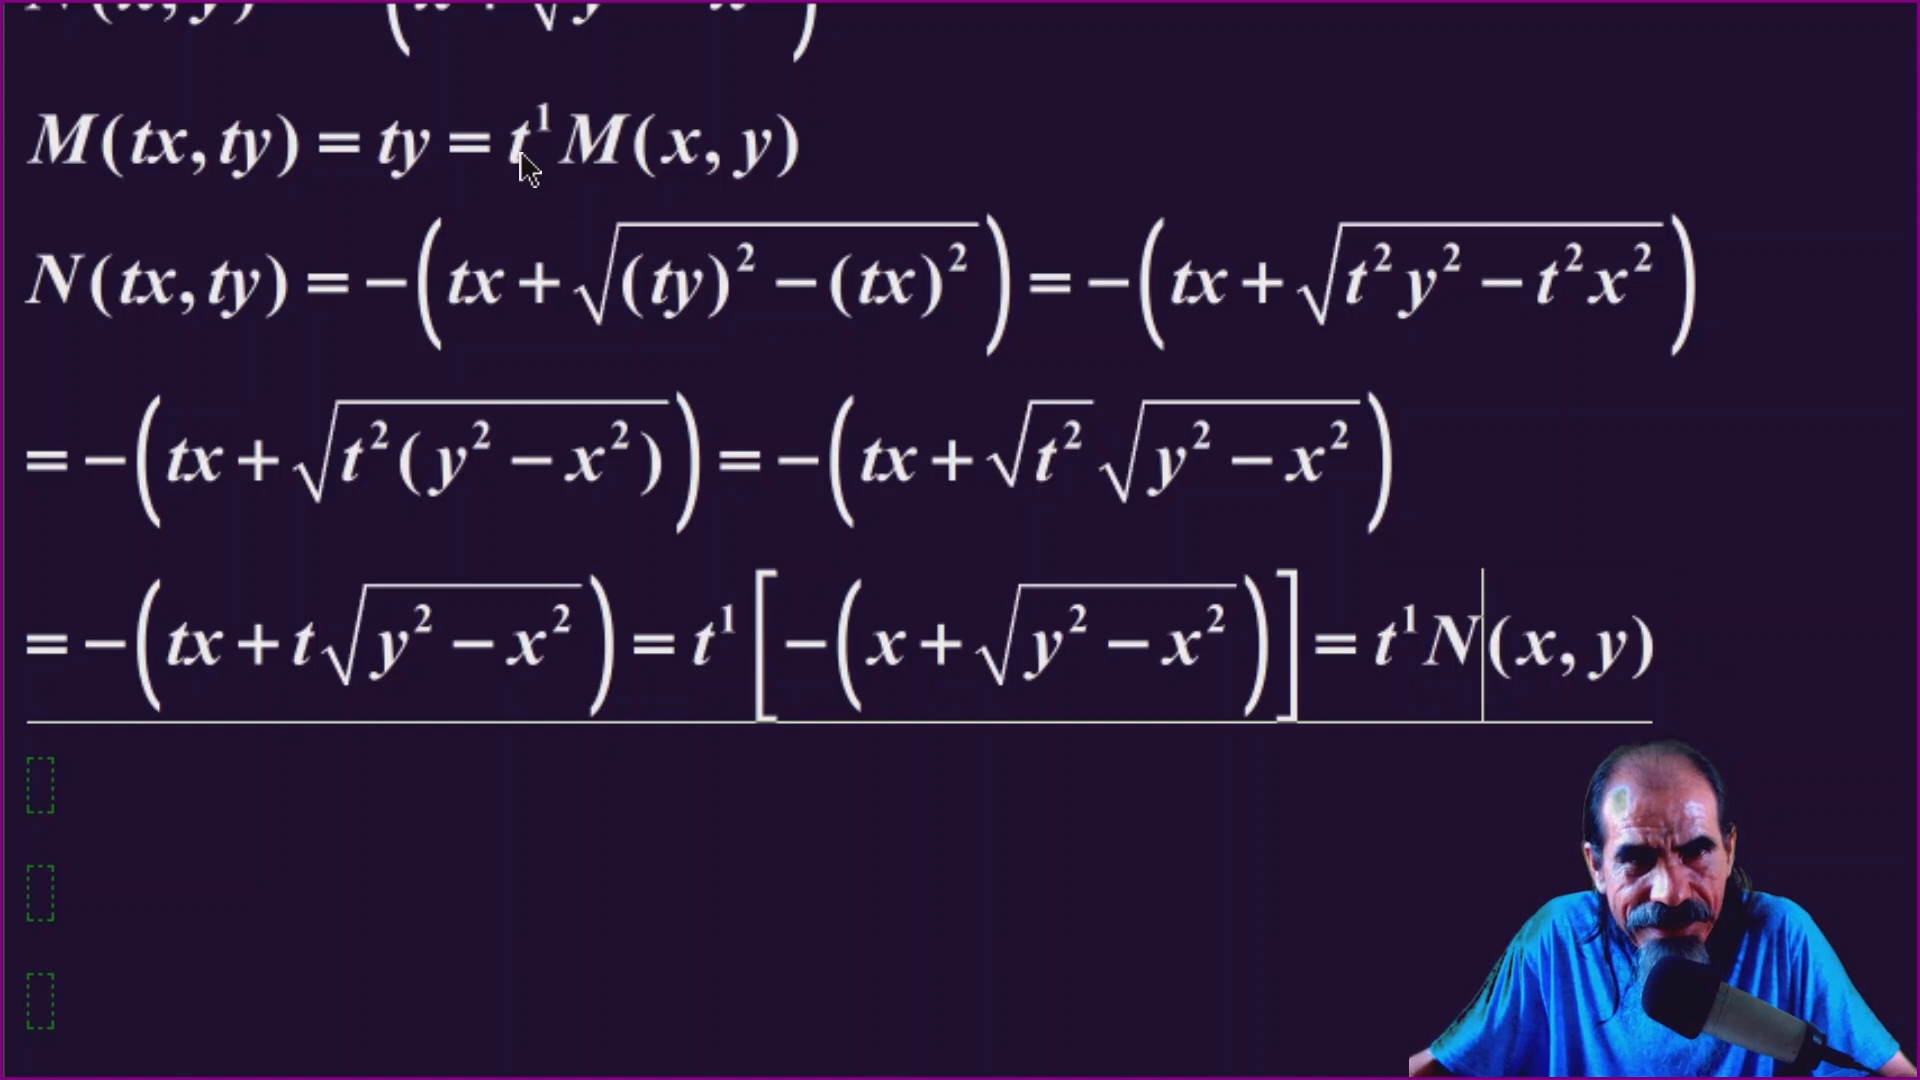 M(tx, ty) = ty = t¹M(x, y)
N(tx, ty) = −(tx + √((ty)² − (tx)²)) = −(tx + √(t²y² − t²x²))
= −(tx + √(t²(y² − x²))) = −(tx + √(t²)√(y² − x²))
= −(tx + t√(y² − x²)) = t¹[−(x + √(y² − x²))] = t¹N(x, y)